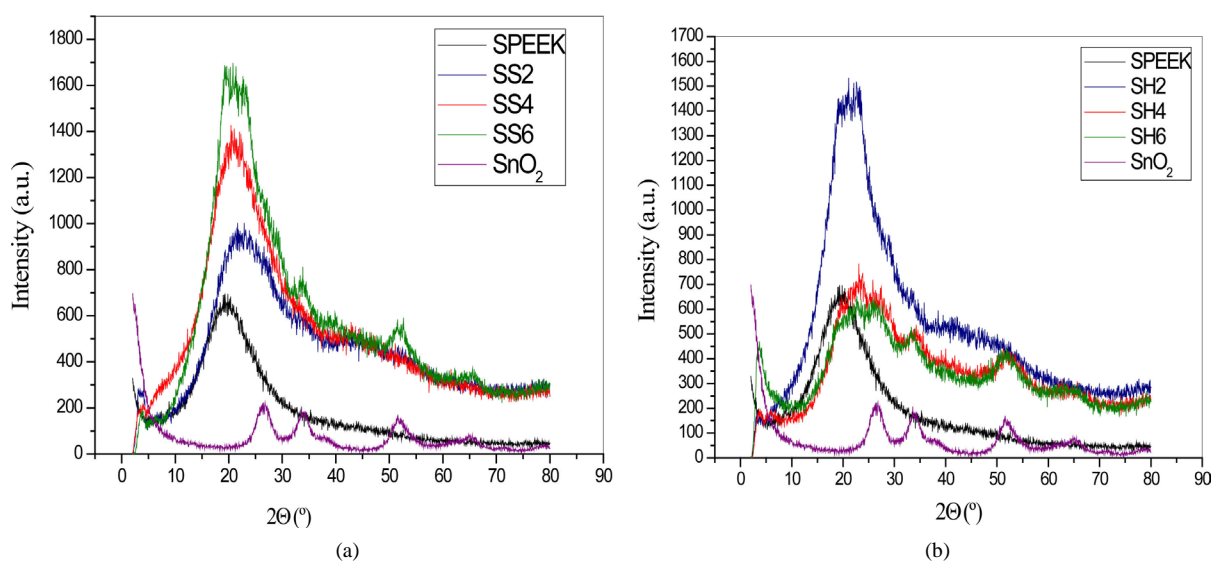 1800
1600
1400
1200
1000
800
600
400
200
0
Intensity (a.u.)
SPEEK
SS2
SS4
SS6
SnO₂
0 10 20 30 40 50 60 70 80 90
2Θ (º)
(a)
1700
1600
1500
1400
1300
1200
1100
1000
900
800
700
600
500
400
300
200
100
0
Intensity (a.u.)
SPEEK
SH2
SH4
SH6
SnO₂
0 10 20 30 40 50 60 70 80 90
2Θ (º)
(b)